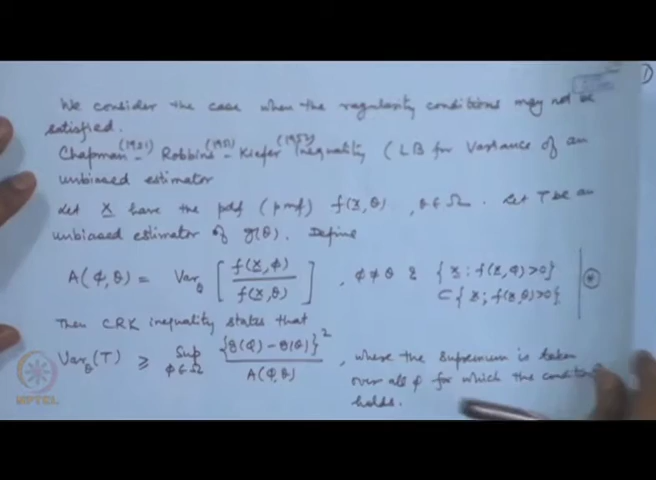 We consider the case when the regularity conditions may not be
satisfied.
Chapman (1951) - Robbins (1951) - Kiefer (1952) Inequality (LB for Variance of an
unbiased estimator
Let X have the pdf (pmf) f(x, θ), θ ∈ Ω. Let T be an
unbiased estimator of g(θ). Define
A(ϕ, θ) = Var_θ [ f(X, ϕ) / f(X, θ) ], ϕ ≠ θ & { x : f(x, ϕ) > 0 }
⊂ { x ; f(x, θ) > 0 } *
Then CRK inequality states that
Var_θ(T) ≥ Sup_{ϕ ∈ Ω} {g(ϕ) - g(θ)}² / A(ϕ, θ), where the supremum is taken
over all ϕ for which the condition
holds.
NPTEL